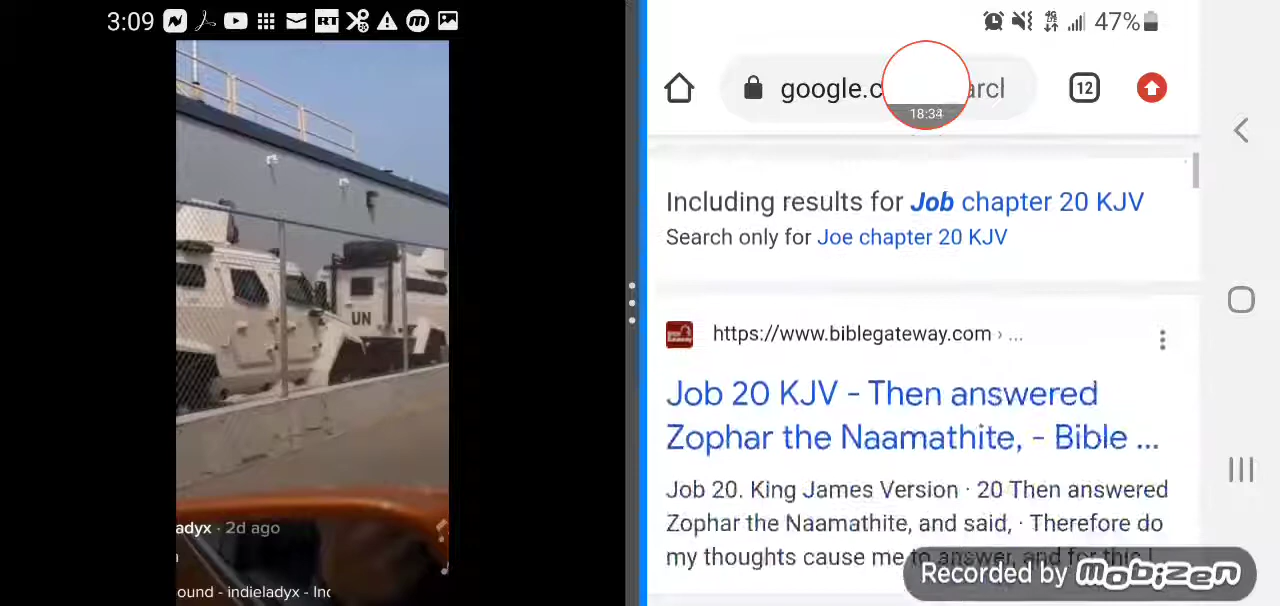 3:09
RT
47%
google.c
arcl
12
18:34
Including results for Job chapter 20 KJV
Search only for Joe chapter 20 KJV
https://www.biblegateway.com › ...
Job 20 KJV - Then answered
Zophar the Naamathite, - Bible ...
Job 20. King James Version · 20 Then answered
Zophar the Naamathite, and said, · Therefore do
my thoughts cause me to answer, and for this I
UN
adyx · 2d ago
ound - indieladyx - Inc
Recorded by mobizen